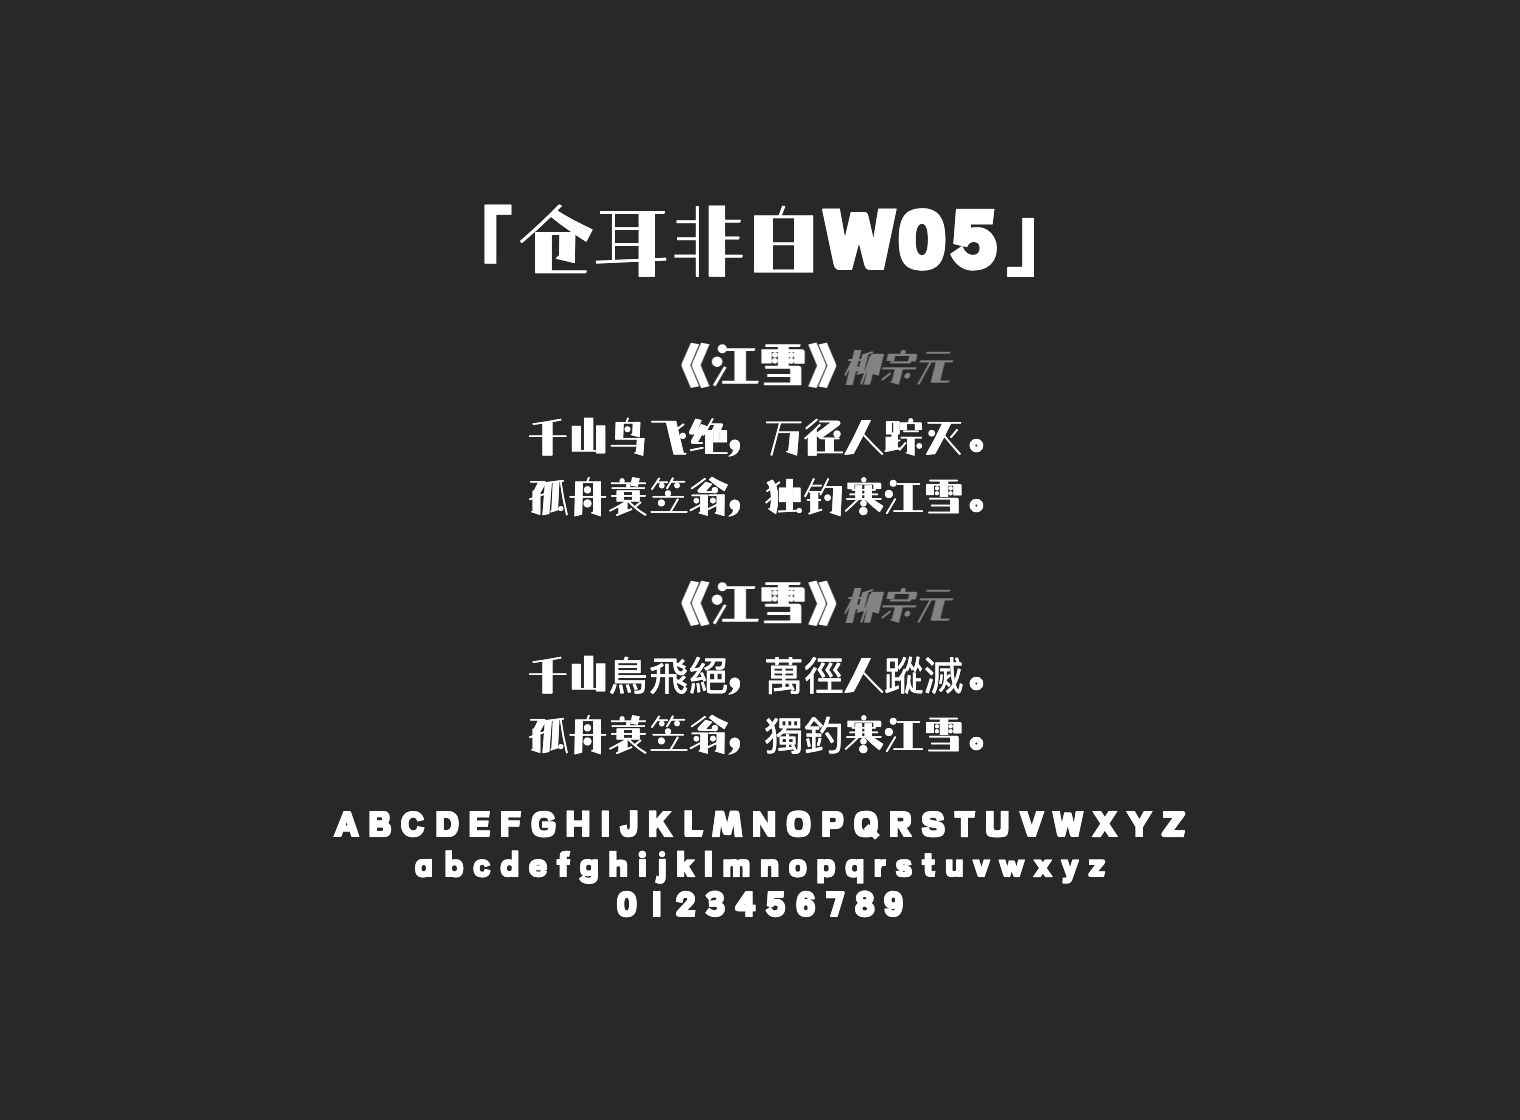 「仓耳非白W05」
《江雪》柳宗元
千山鸟飞绝，万径人踪灭。
孤舟蓑笠翁，独钓寒江雪。
《江雪》柳宗元
千山鳥飛絕，萬徑人蹤滅。
孤舟蓑笠翁，獨釣寒江雪。
ABCDEFGHIJKLMNOPQRSTUVWXYZ
abcdefghijklmnopqrstuvwxyz
0123456789